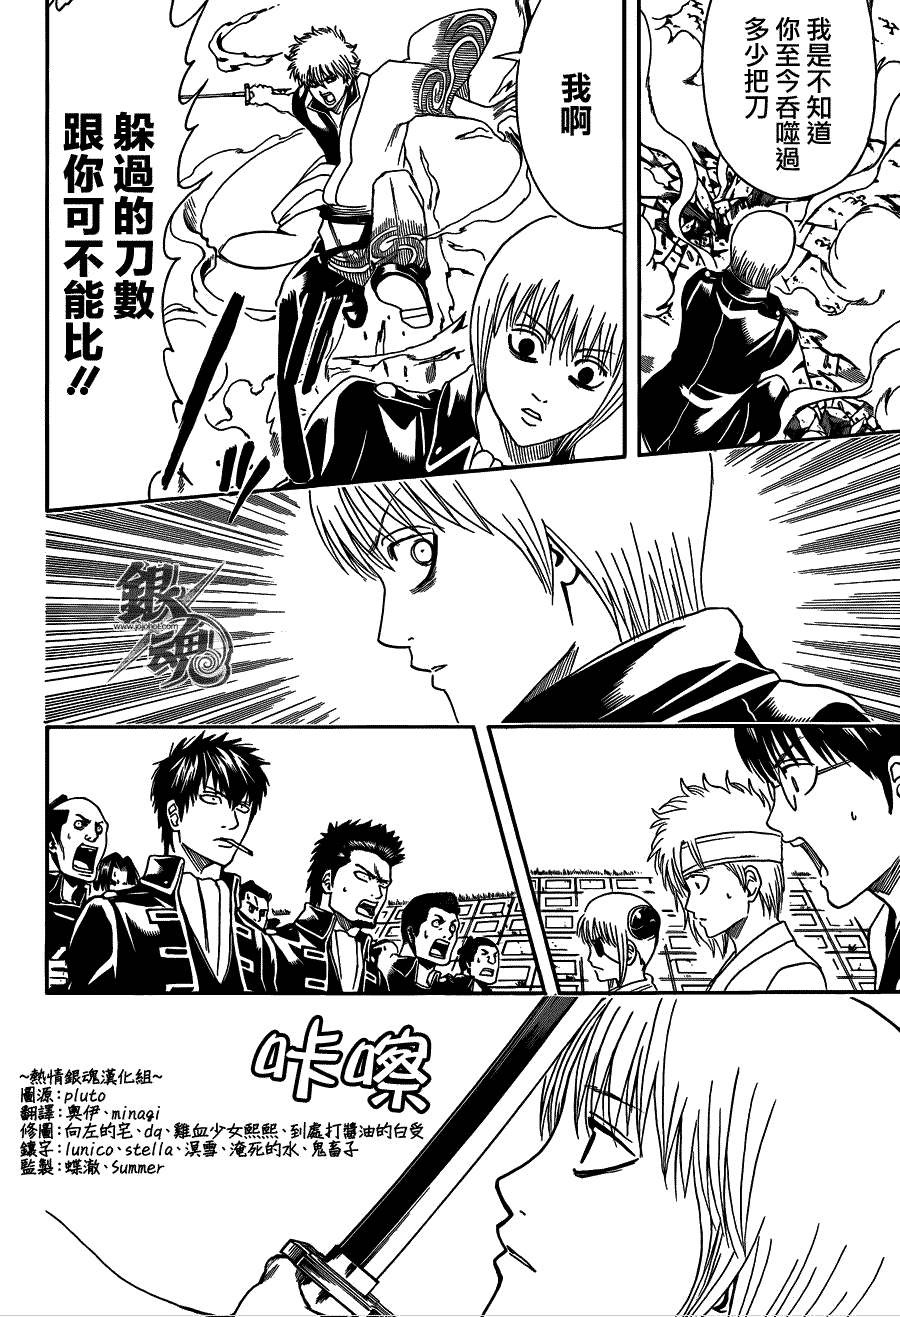 我是不知道
你至今吞噬過
多少把刀
我啊
躲過的刀數
跟你可不能比!!
銀魂
www.jojohot.com
咔嚓
~熱情銀魂漢化組~
圖源:pluto
翻譯:奧伊、minagi
修圖:向左的宅、dq、雞血少女熙熙、到處打醬油的白受
鑲字:lunico、stella、溟雪、淹死的水、鬼畜子
監製:蝶澈、Summer